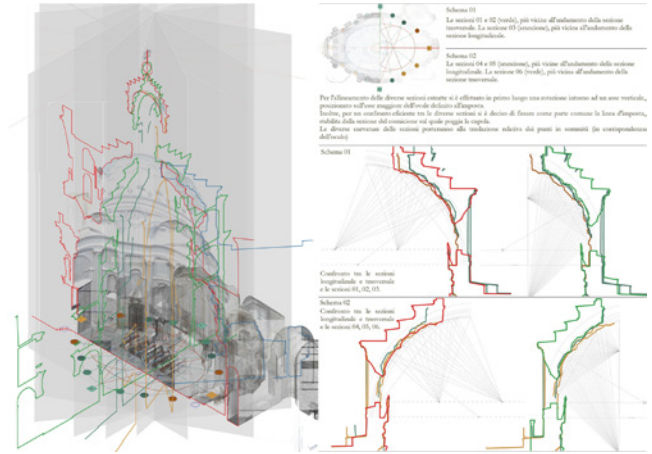 Schema 01
Le sezioni 01 e 02 (verde), più vicine all'andamento della sezione
trasversale. La sezione 03 (arancione), più vicina all'andamento della
sezione longitudinale.
Schema 02
Le sezioni 04 e 05 (arancione), più vicine all'andamento della sezione
longitudinale. La sezione 06 (verde), più vicina all'andamento della
sezione trasversale.
Per l'allineamento delle diverse sezioni estratte si è effettuato in primo luogo una rotazione intorno ad un asse verticale,
posizionato sull'asse maggiore dell'ovale definito all'imposta.
Inoltre, per un confronto efficiente tra le diverse sezioni si è deciso di fissare come parte comune la linea d'imposta,
stabilita dalla sezione del cornicione sul quale poggia la cupola.
Le diverse curvature delle sezioni porteranno alla traslazione relativa dei punti in sommità (in corrispondenza
dell'oculo)
Schema 01
Confronto tra le sezioni
longitudinale e trasversale
e le sezioni 01, 02, 03.
Schema 02
Confronto tra le sezioni
longitudinale e trasversale
e le sezioni 04, 05, 06.